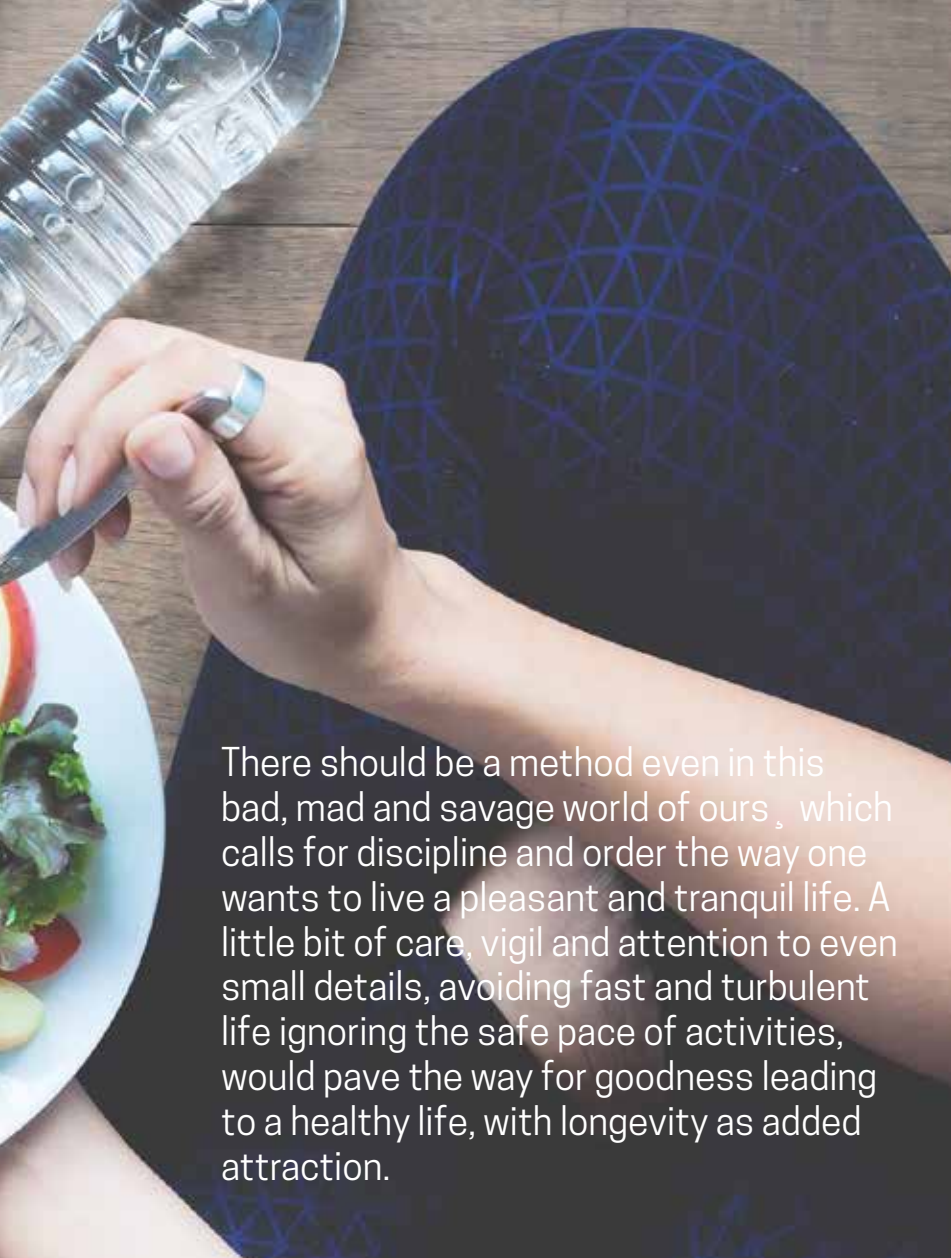 There should be a method even in this
bad, mad and savage world of ours¸ which
calls for discipline and order the way one
wants to live a pleasant and tranquil life. A
little bit of care, vigil and attention to even
small details, avoiding fast and turbulent
life ignoring the safe pace of activities,
would pave the way for goodness leading
to a healthy life, with longevity as added
attraction.